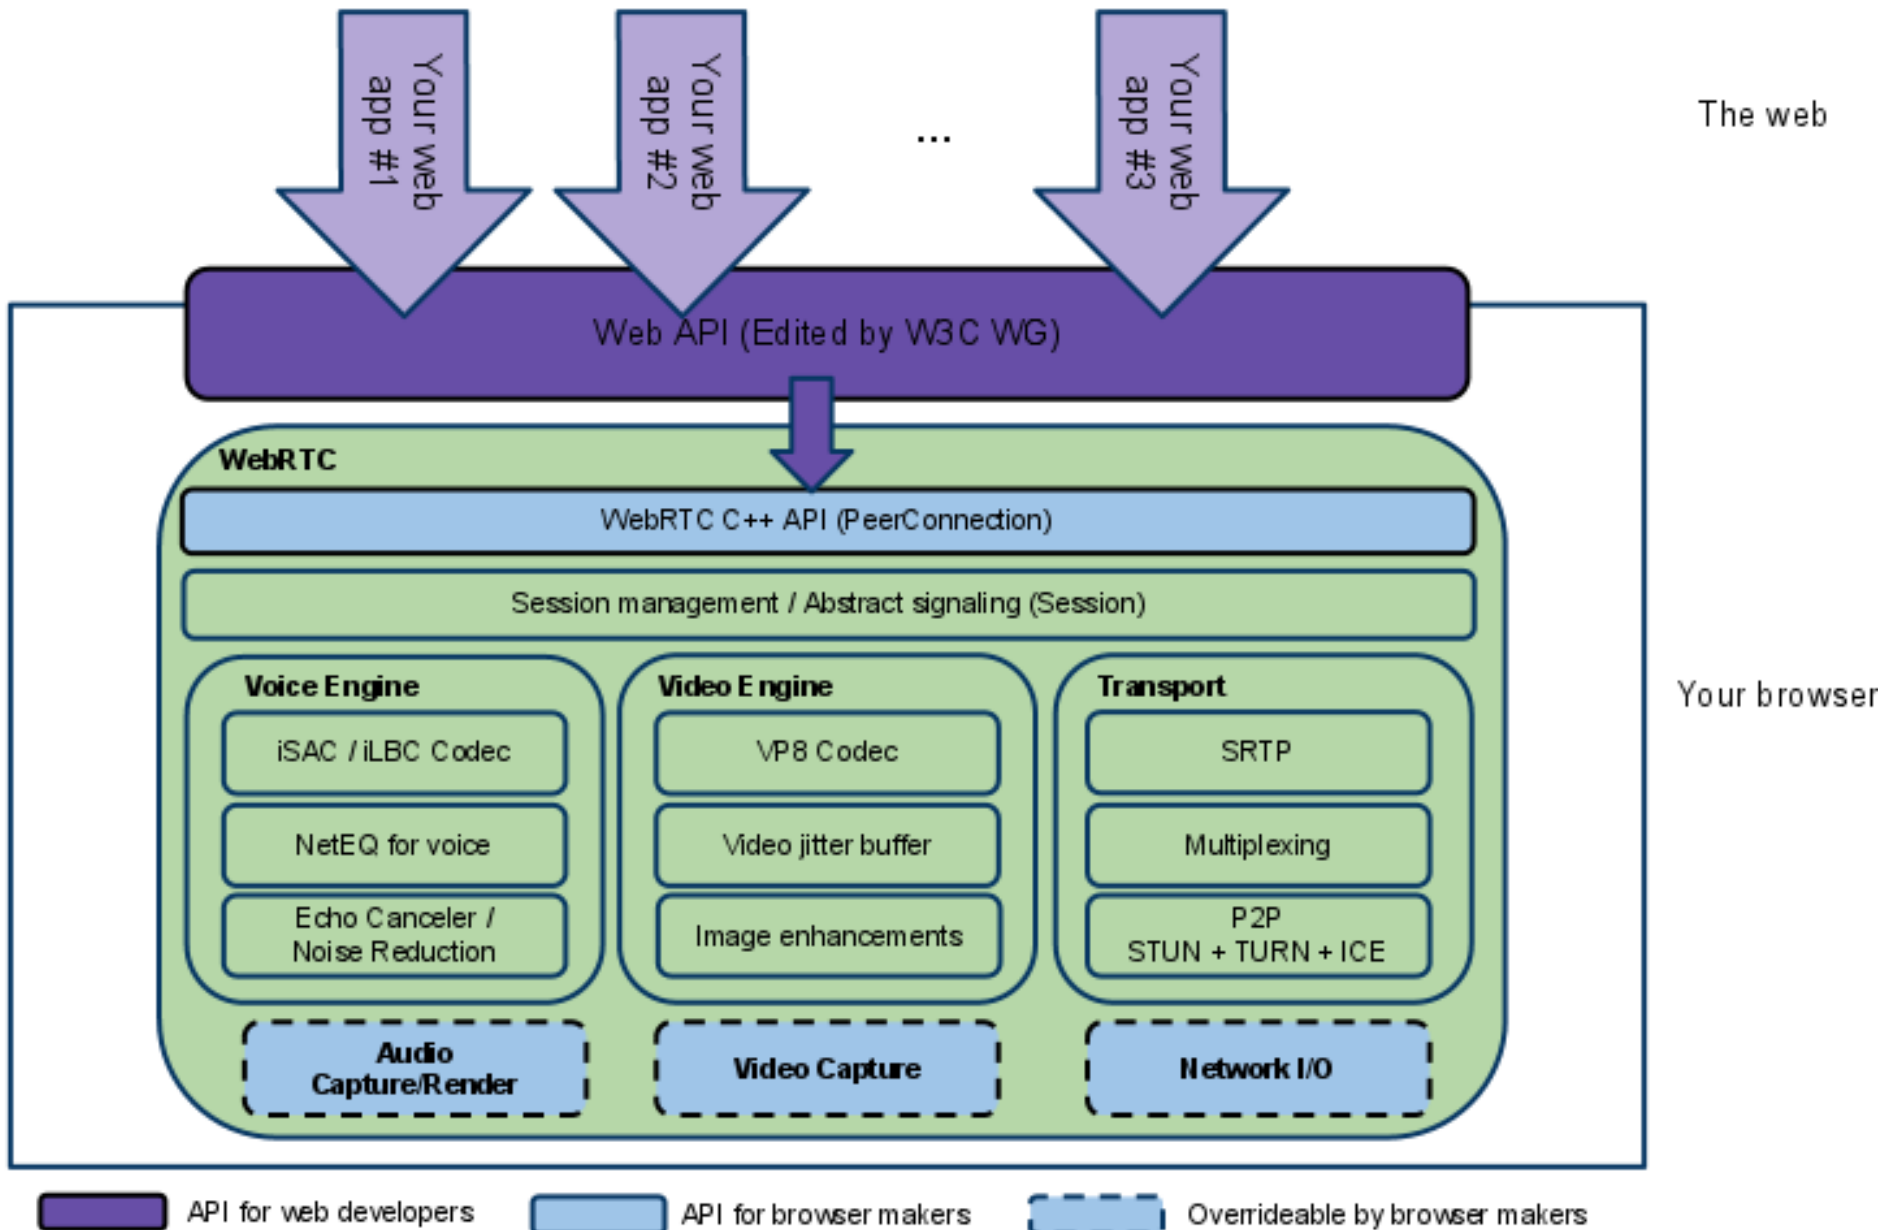 Your web
app #1
Your web
app #2
...
Your web
app #3
The web
Web API (Edited by W3C WG)
WebRTC
WebRTC C++ API (PeerConnection)
Session management / Abstract signaling (Session)
Your browser
Voice Engine
iSAC / iLBC Codec
NetEQ for voice
Echo Canceler /
Noise Reduction
Video Engine
VP8 Codec
Video jitter buffer
Image enhancements
Transport
SRTP
Multiplexing
P2P
STUN + TURN + ICE
Audio
Capture/Render
Video Capture
Network I/O
API for web developers
API for browser makers
Overrideable by browser makers